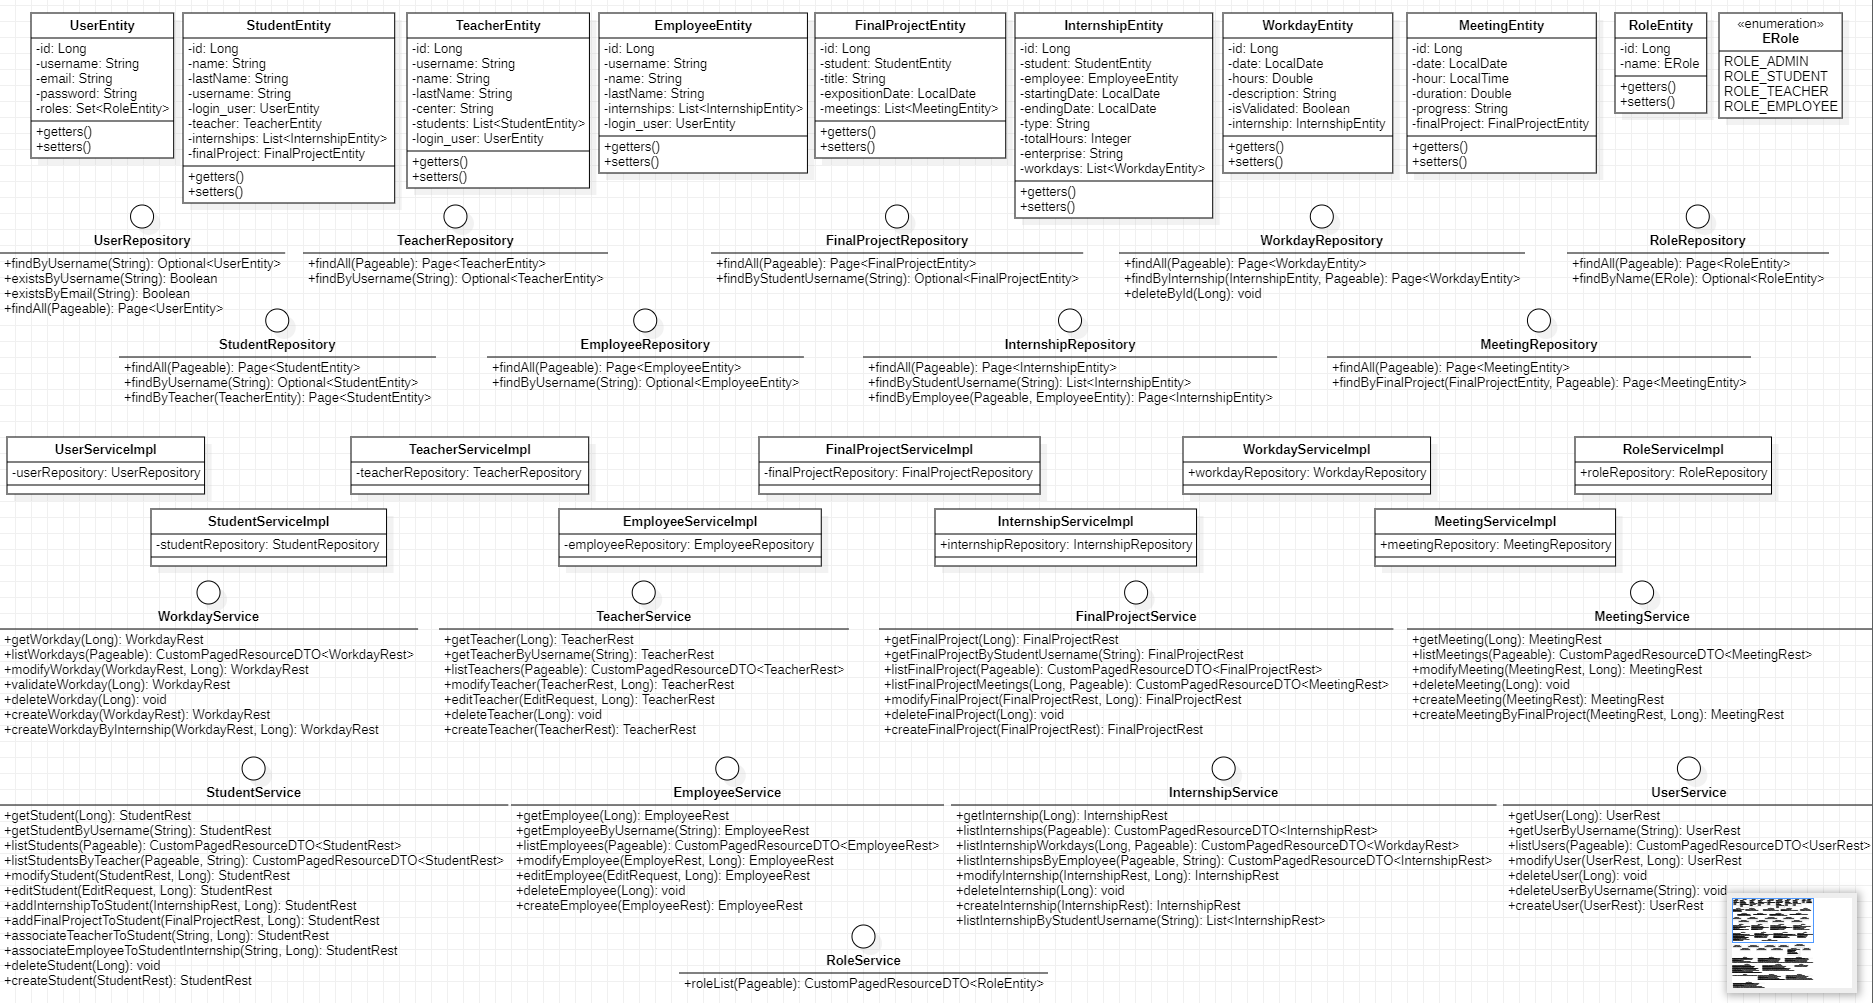 UserEntity
-id: Long
-username: String
-email: String
-password: String
-roles: Set<RoleEntity>
+getters()
+setters()
StudentEntity
-id: Long
-name: String
-lastName: String
-username: String
-login_user: UserEntity
-teacher: TeacherEntity
-internships: List<InternshipEntity>
-finalProject: FinalProjectEntity
+getters()
+setters()
TeacherEntity
-id: Long
-username: String
-name: String
-lastName: String
-center: String
-students: List<StudentEntity>
-login_user: UserEntity
+getters()
+setters()
EmployeeEntity
-id: Long
-username: String
-name: String
-lastName: String
-internships: List<InternshipEntity>
-login_user: UserEntity
+getters()
+setters()
FinalProjectEntity
-id: Long
-student: StudentEntity
-title: String
-expositionDate: LocalDate
-meetings: List<MeetingEntity>
+getters()
+setters()
InternshipEntity
-id: Long
-student: StudentEntity
-employee: EmployeeEntity
-startingDate: LocalDate
-endingDate: LocalDate
-type: String
-totalHours: Integer
-enterprise: String
-workdays: List<WorkdayEntity>
+getters()
+setters()
WorkdayEntity
-id: Long
-date: LocalDate
-hours: Double
-description: String
-isValidated: Boolean
-internship: InternshipEntity
+getters()
+setters()
MeetingEntity
-id: Long
-date: LocalDate
-hour: LocalTime
-duration: Double
-progress: String
-finalProject: FinalProjectEntity
+getters()
+setters()
RoleEntity
-id: Long
-name: ERole
+getters()
+setters()
«enumeration»
ERole
ROLE_ADMIN
ROLE_STUDENT
ROLE_TEACHER
ROLE_EMPLOYEE
UserRepository
+findByUsername(String): Optional<UserEntity>
+existsByUsername(String): Boolean
+existsByEmail(String): Boolean
+findAll(Pageable): Page<UserEntity>
TeacherRepository
+findAll(Pageable): Page<TeacherEntity>
+findByUsername(String): Optional<TeacherEntity>
FinalProjectRepository
+findAll(Pageable): Page<FinalProjectEntity>
+findByStudentUsername(String): Optional<FinalProjectEntity>
WorkdayRepository
+findAll(Pageable): Page<WorkdayEntity>
+findByInternship(InternshipEntity, Pageable): Page<WorkdayEntity>
+deleteById(Long): void
RoleRepository
+findAll(Pageable): Page<RoleEntity>
+findByName(ERole): Optional<RoleEntity>
StudentRepository
+findAll(Pageable): Page<StudentEntity>
+findByUsername(String): Optional<StudentEntity>
+findByTeacher(TeacherEntity): Page<StudentEntity>
EmployeeRepository
+findAll(Pageable): Page<EmployeeEntity>
+findByUsername(String): Optional<EmployeeEntity>
InternshipRepository
+findAll(Pageable): Page<InternshipEntity>
+findByStudentUsername(String): List<InternshipEntity>
+findByEmployee(Pageable, EmployeeEntity): Page<InternshipEntity>
MeetingRepository
+findAll(Pageable): Page<MeetingEntity>
+findByFinalProject(FinalProjectEntity, Pageable): Page<MeetingEntity>
UserServiceImpl
-userRepository: UserRepository
TeacherServiceImpl
-teacherRepository: TeacherRepository
FinalProjectServiceImpl
-finalProjectRepository: FinalProjectRepository
WorkdayServiceImpl
+workdayRepository: WorkdayRepository
RoleServiceImpl
+roleRepository: RoleRepository
StudentServiceImpl
-studentRepository: StudentRepository
EmployeeServiceImpl
-employeeRepository: EmployeeRepository
InternshipServiceImpl
+internshipRepository: InternshipRepository
MeetingServiceImpl
+meetingRepository: MeetingRepository
WorkdayService
+getWorkday(Long): WorkdayRest
+listWorkdays(Pageable): CustomPagedResourceDTO<WorkdayRest>
+modifyWorkday(WorkdayRest, Long): WorkdayRest
+validateWorkday(Long): WorkdayRest
+deleteWorkday(Long): void
+createWorkday(WorkdayRest): WorkdayRest
+createWorkdayByInternship(WorkdayRest, Long): WorkdayRest
TeacherService
+getTeacher(Long): TeacherRest
+getTeacherByUsername(String): TeacherRest
+listTeachers(Pageable): CustomPagedResourceDTO<TeacherRest>
+modifyTeacher(TeacherRest, Long): TeacherRest
+editTeacher(EditRequest, Long): TeacherRest
+deleteTeacher(Long): void
+createTeacher(TeacherRest): TeacherRest
FinalProjectService
+getFinalProject(Long): FinalProjectRest
+getFinalProjectByStudentUsername(String): FinalProjectRest
+listFinalProject(Pageable): CustomPagedResourceDTO<FinalProjectRest>
+listFinalProjectMeetings(Long, Pageable): CustomPagedResourceDTO<MeetingRest>
+modifyFinalProject(FinalProjectRest, Long): FinalProjectRest
+deleteFinalProject(Long): void
+createFinalProject(FinalProjectRest): FinalProjectRest
MeetingService
+getMeeting(Long): MeetingRest
+listMeetings(Pageable): CustomPagedResourceDTO<MeetingRest>
+modifyMeeting(MeetingRest, Long): MeetingRest
+deleteMeeting(Long): void
+createMeeting(MeetingRest): MeetingRest
+createMeetingByFinalProject(MeetingRest, Long): MeetingRest
StudentService
+getStudent(Long): StudentRest
+getStudentByUsername(String): StudentRest
+listStudents(Pageable): CustomPagedResourceDTO<StudentRest>
+listStudentsByTeacher(Pageable, String): CustomPagedResourceDTO<StudentRest>
+modifyStudent(StudentRest, Long): StudentRest
+editStudent(EditRequest, Long): StudentRest
+addInternshipToStudent(InternshipRest, Long): StudentRest
+addFinalProjectToStudent(FinalProjectRest, Long): StudentRest
+associateTeacherToStudent(String, Long): StudentRest
+associateEmployeeToStudentInternship(String, Long): StudentRest
+deleteStudent(Long): void
+createStudent(StudentRest): StudentRest
EmployeeService
+getEmployee(Long): EmployeeRest
+getEmployeeByUsername(String): EmployeeRest
+listEmployees(Pageable): CustomPagedResourceDTO<EmployeeRest>
+modifyEmployee(EmployeRest, Long): EmployeeRest
+editEmployee(EditRequest, Long): EmployeeRest
+deleteEmployee(Long): void
+createEmployee(EmployeeRest): EmployeeRest
InternshipService
+getInternship(Long): InternshipRest
+listInternships(Pageable): CustomPagedResourceDTO<InternshipRest>
+listInternshipWorkdays(Long, Pageable): CustomPagedResourceDTO<WorkdayRest>
+listInternshipsByEmployee(Pageable, String): CustomPagedResourceDTO<InternshipRest>
+modifyInternship(InternshipRest, Long): InternshipRest
+deleteInternship(Long): void
+createInternship(InternshipRest): InternshipRest
+listInternshipByStudentUsername(String): List<InternshipRest>
UserService
+getUser(Long): UserRest
+getUserByUsername(String): UserRest
+listUsers(Pageable): CustomPagedResourceDTO<UserRest>
+modifyUser(UserRest, Long): UserRest
+deleteUser(Long): void
+deleteUserByUsername(String): void
+createUser(UserRest): UserRest
RoleService
+roleList(Pageable): CustomPagedResourceDTO<RoleEntity>